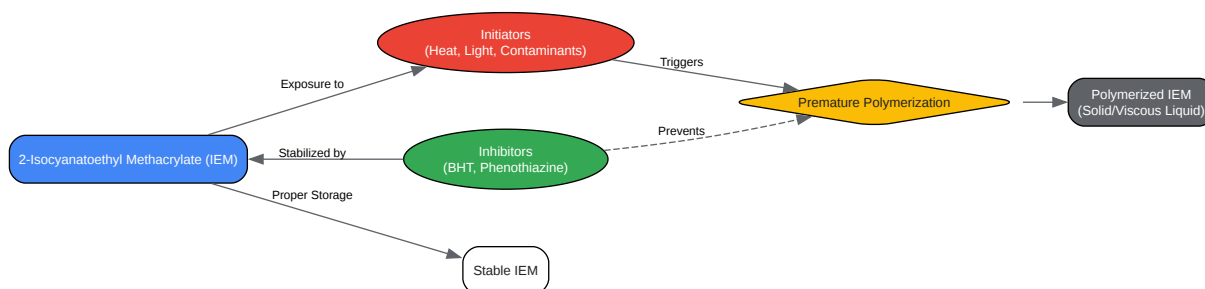 Initiators
(Heat, Light, Contaminants)
Exposure to
Triggers
Premature Polymerization
Polymerized IEM
(Solid/Viscous Liquid)
2-Isocyanatoethyl Methacrylate (IEM)
Stabilized by
Inhibitors
(BHT, Phenothiazine)
Prevents
Proper Storage
Stable IEM